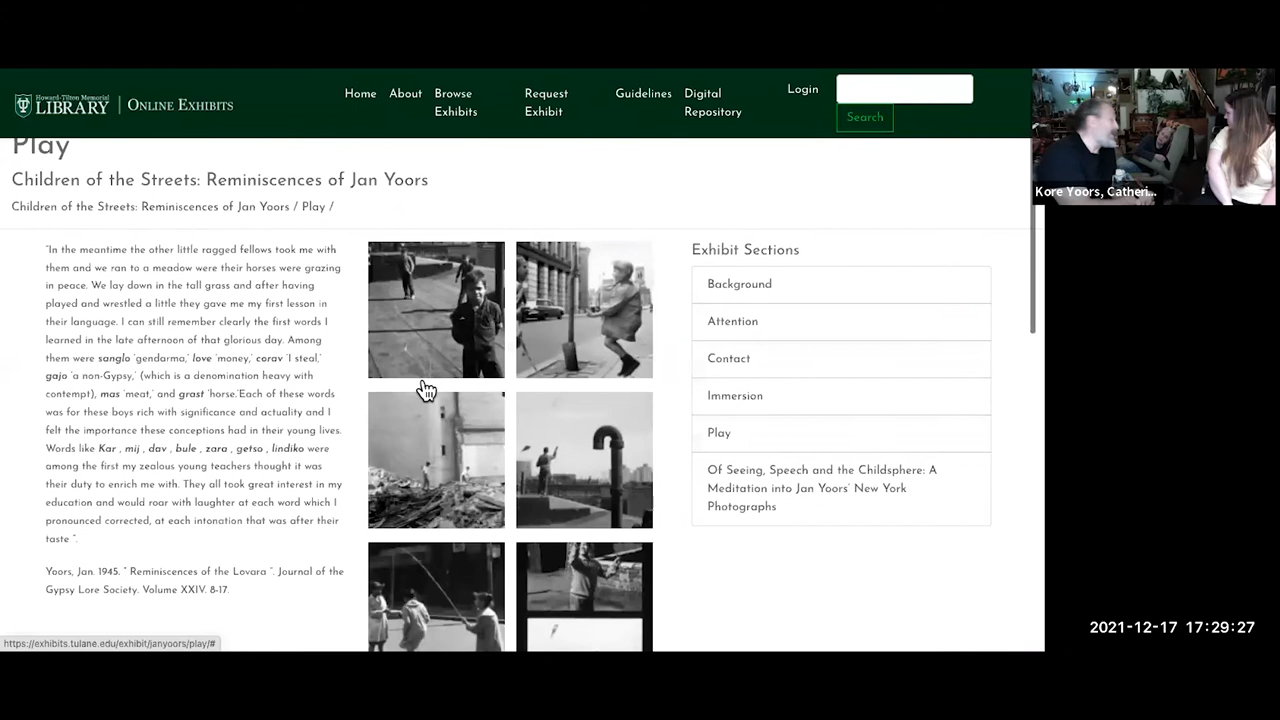 Howard-Tilton Memorial
LIBRARY
ONLINE EXHIBITS
Home
About
Browse
Exhibits
Request
Exhibit
Guidelines
Digital
Repository
Login
Search
Play
Children of the Streets: Reminiscences of Jan Yoors
Children of the Streets: Reminiscences of Jan Yoors / Play /
“In the meantime the other little ragged fellows took me with
them and we ran to a meadow were their horses were grazing
in peace. We lay down in the tall grass and after having
played and wrestled a little they gave me my first lesson in
their language. I can still remember clearly the first words I
learned in the late afternoon of that glorious day. Among
them were sanglo ‘gendarma,’ love ‘money,’ corav ‘I steal,’
gajo ‘a non-Gypsy,’ (which is a denomination heavy with
contempt), mas ‘meat,’ and grast ‘horse.’Each of these words
was for these boys rich with significance and actuality and I
felt the importance these conceptions had in their young lives.
Words like Kar , mij , dav , bule , zara , getso , lindiko were
among the first my zealous young teachers thought it was
their duty to enrich me with. They all took great interest in my
education and would roar with laughter at each word which I
pronounced corrected, at each intonation that was after their
taste “.
Yoors, Jan. 1945. “ Reminiscences of the Lovara “. Journal of the
Gypsy Lore Society. Volume XXIV. 8-17.
Exhibit Sections
Background
Attention
Contact
Immersion
Play
Of Seeing, Speech and the Childsphere: A
Meditation into Jan Yoors’ New York
Photographs
Kore Yoors, Catheri...
2021-12-17 17:29:27
https://exhibits.tulane.edu/exhibit/janyoors/play/#